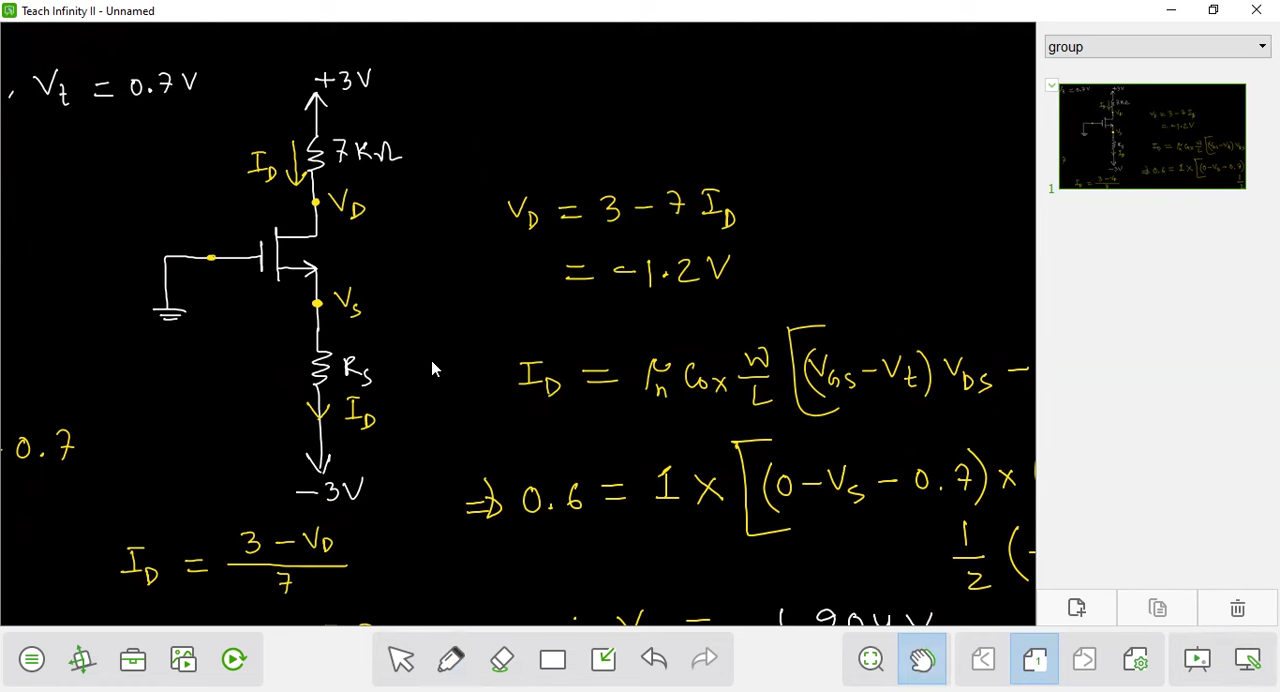 Teach Infinity II - Unnamed
group
, Vt = 0.7V
+3V
ID
7KΩ
VD
VD = 3 - 7 ID
= -1.2V
Vs
Rs
ID = μn Cox W/L [(VGS - Vt) VDS -
ID
- 0.7
-3V
=> 0.6 = 1 × [(0 - Vs - 0.7) ×
1/2 (-
ID = 3 - VD / 7
1
1